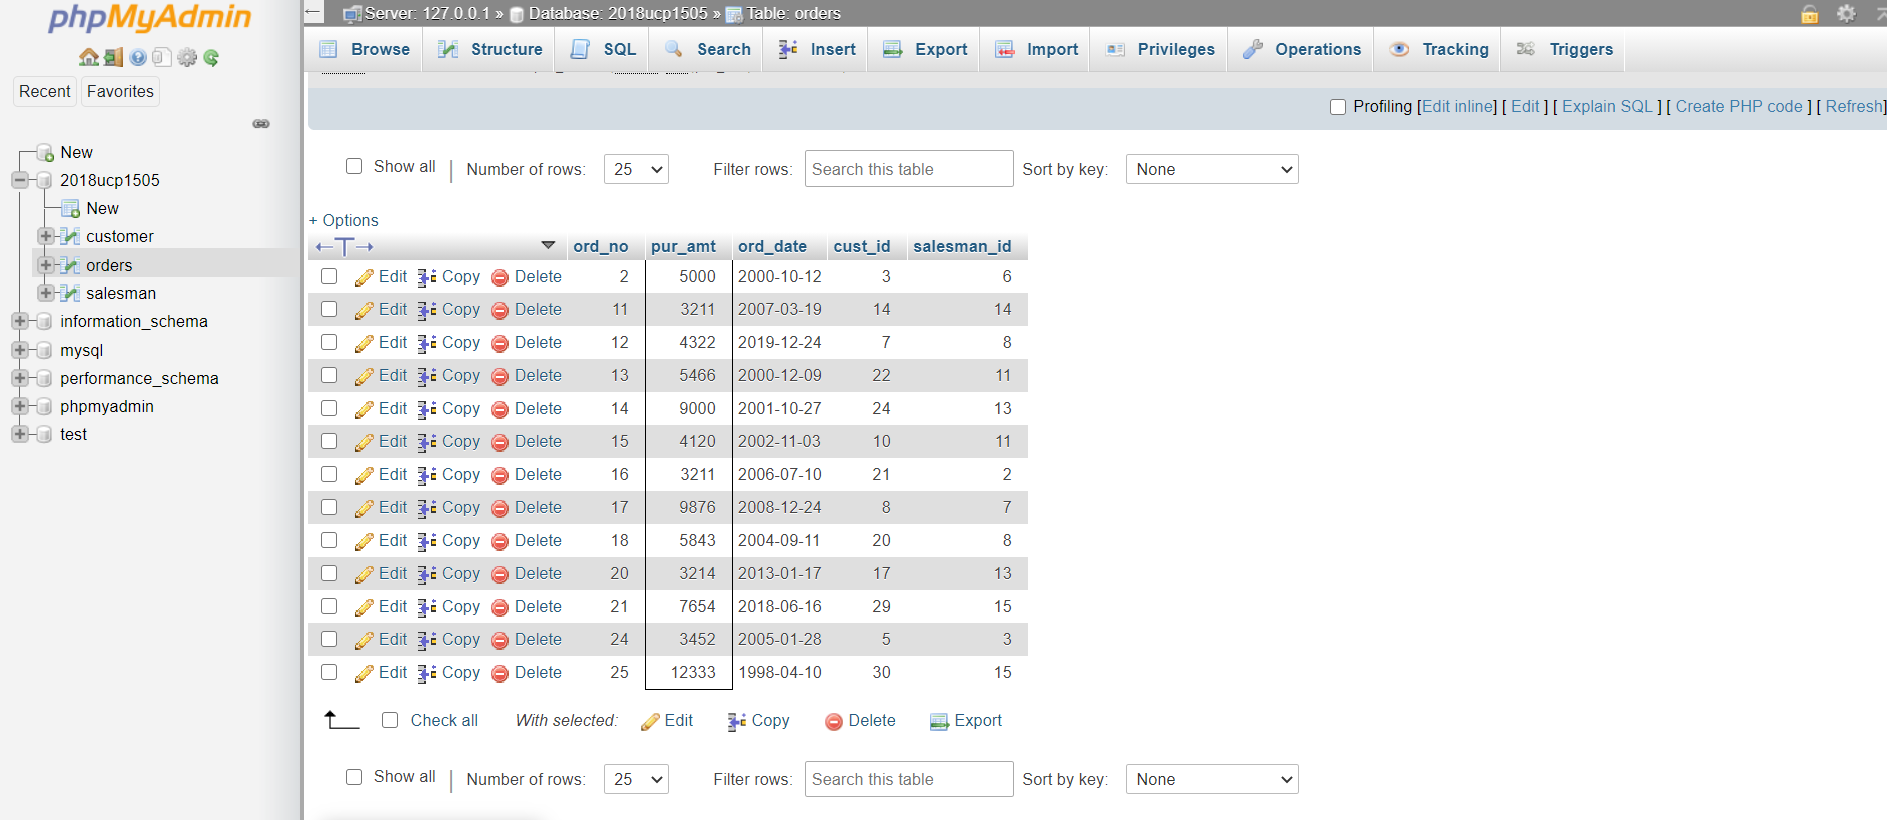 phpMyAdmin
Recent Favorites
New
2018ucp1505
New
customer
orders
salesman
information_schema
mysql
performance_schema
phpmyadmin
test
Server: 127.0.0.1 » Database: 2018ucp1505 » Table: orders
Browse Structure SQL Search Insert Export Import Privileges Operations Tracking Triggers
Profiling [Edit inline] [ Edit ] [ Explain SQL ] [ Create PHP code ] [ Refresh]
Show all | Number of rows: 25 Filter rows: Search this table Sort by key: None
+ Options
←T→ ord_no pur_amt ord_date cust_id salesman_id
Edit Copy Delete 2 5000 2000-10-12 3 6
Edit Copy Delete 11 3211 2007-03-19 14 14
Edit Copy Delete 12 4322 2019-12-24 7 8
Edit Copy Delete 13 5466 2000-12-09 22 11
Edit Copy Delete 14 9000 2001-10-27 24 13
Edit Copy Delete 15 4120 2002-11-03 10 11
Edit Copy Delete 16 3211 2006-07-10 21 2
Edit Copy Delete 17 9876 2008-12-24 8 7
Edit Copy Delete 18 5843 2004-09-11 20 8
Edit Copy Delete 20 3214 2013-01-17 17 13
Edit Copy Delete 21 7654 2018-06-16 29 15
Edit Copy Delete 24 3452 2005-01-28 5 3
Edit Copy Delete 25 12333 1998-04-10 30 15
Check all With selected: Edit Copy Delete Export
Show all | Number of rows: 25 Filter rows: Search this table Sort by key: None